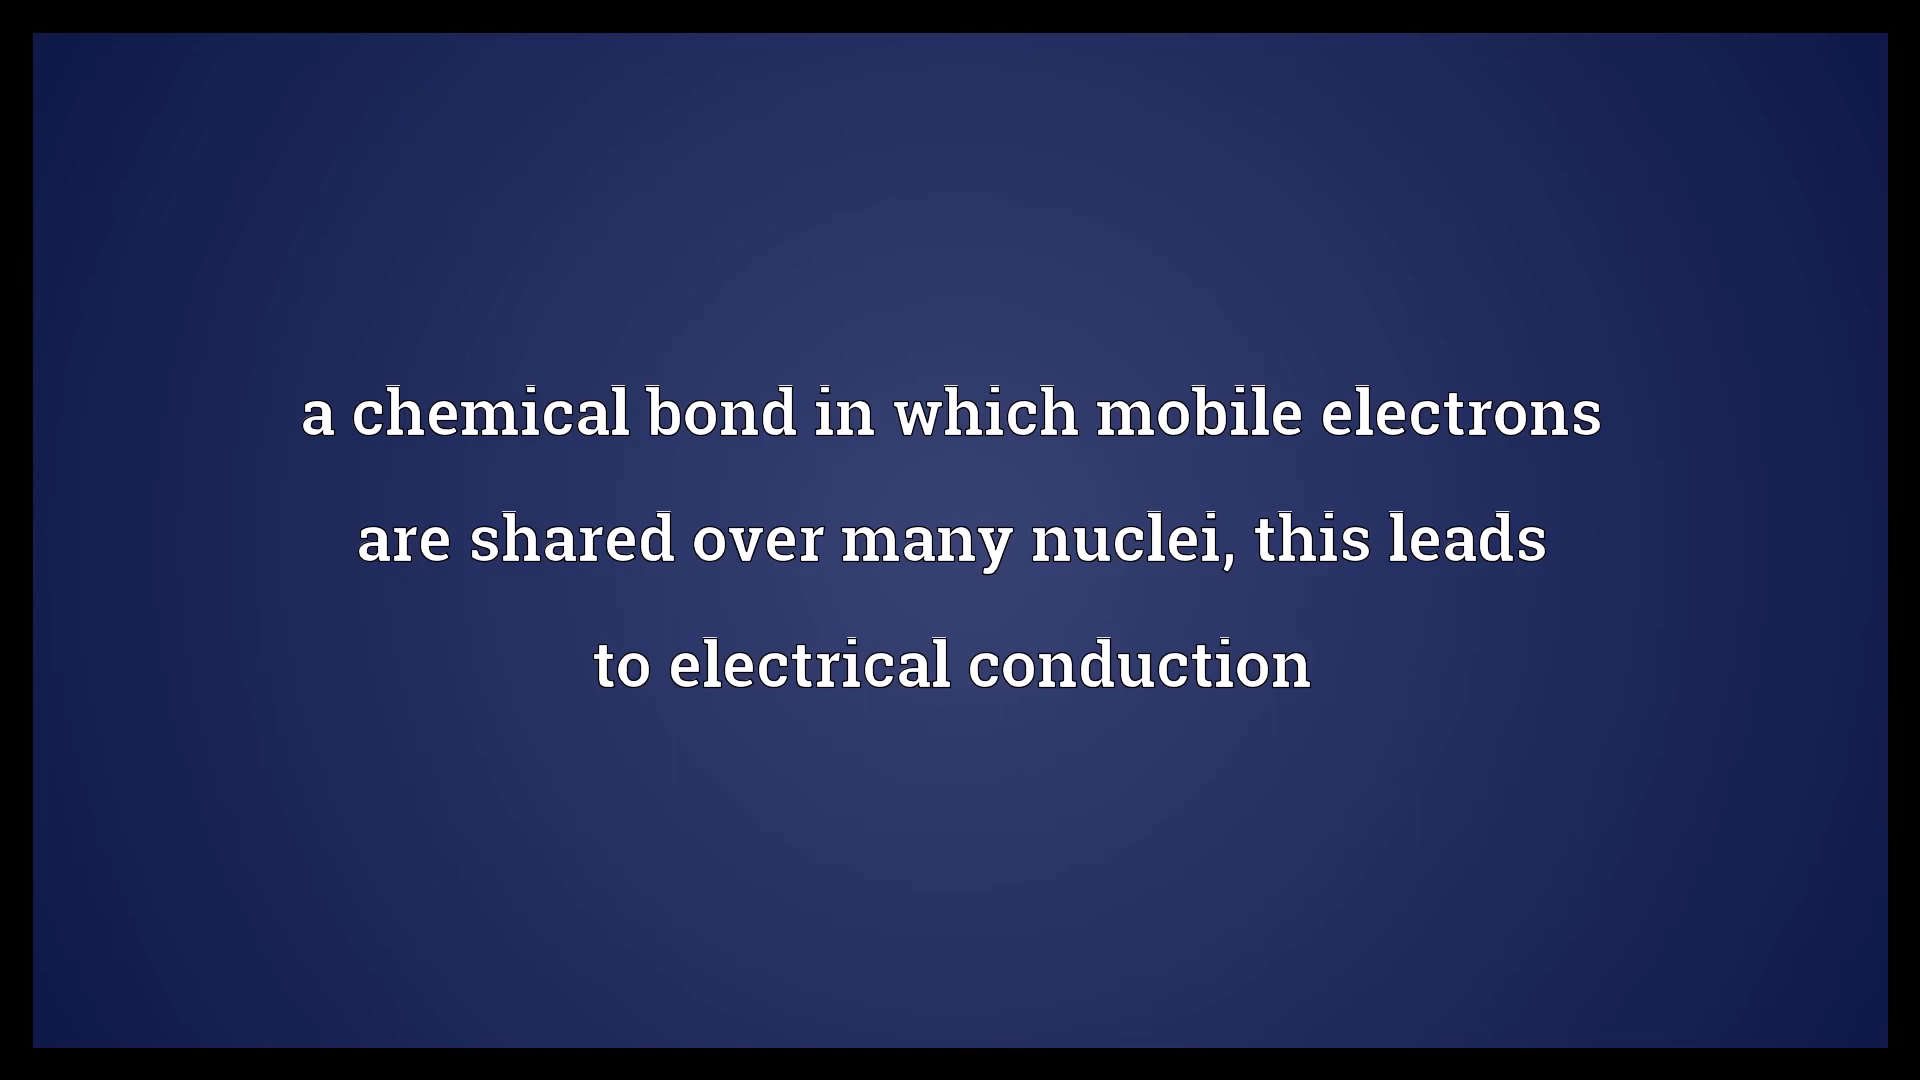 a chemical bond in which mobile electrons
are shared over many nuclei, this leads
to electrical conduction